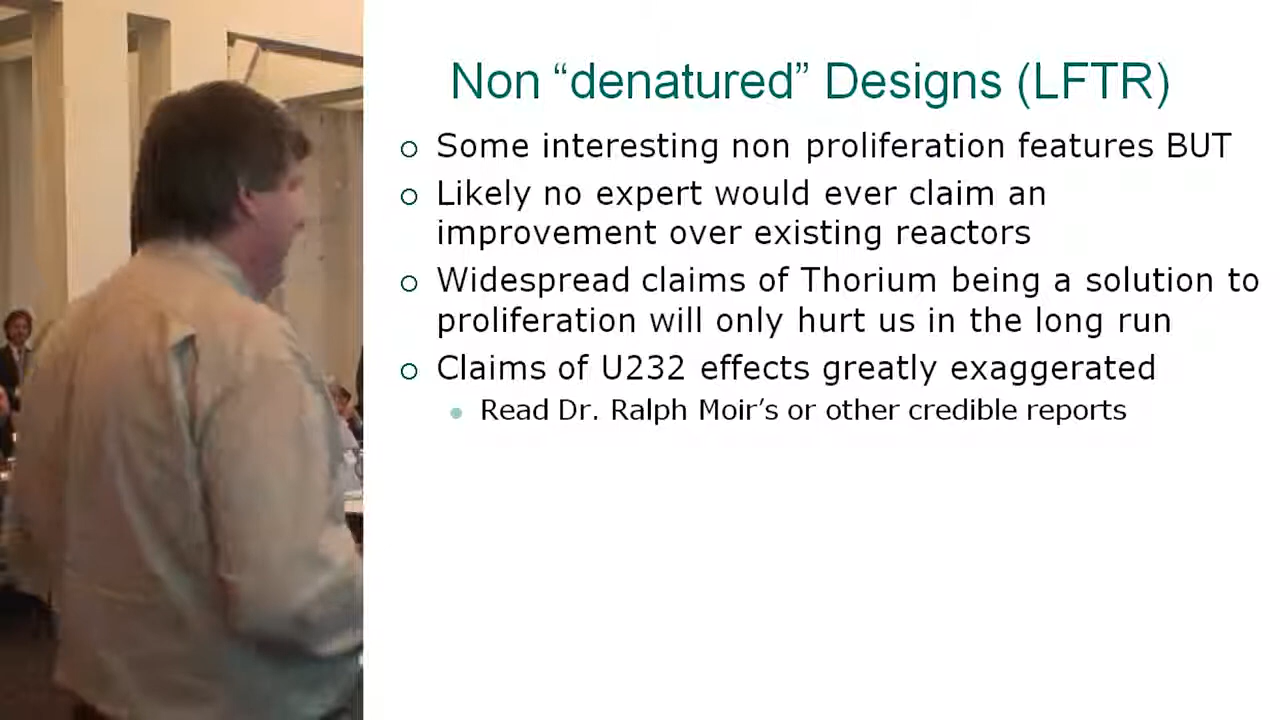 Non “denatured” Designs (LFTR)
Some interesting non proliferation features BUT
Likely no expert would ever claim an
improvement over existing reactors
Widespread claims of Thorium being a solution to
proliferation will only hurt us in the long run
Claims of U232 effects greatly exaggerated
Read Dr. Ralph Moir’s or other credible reports